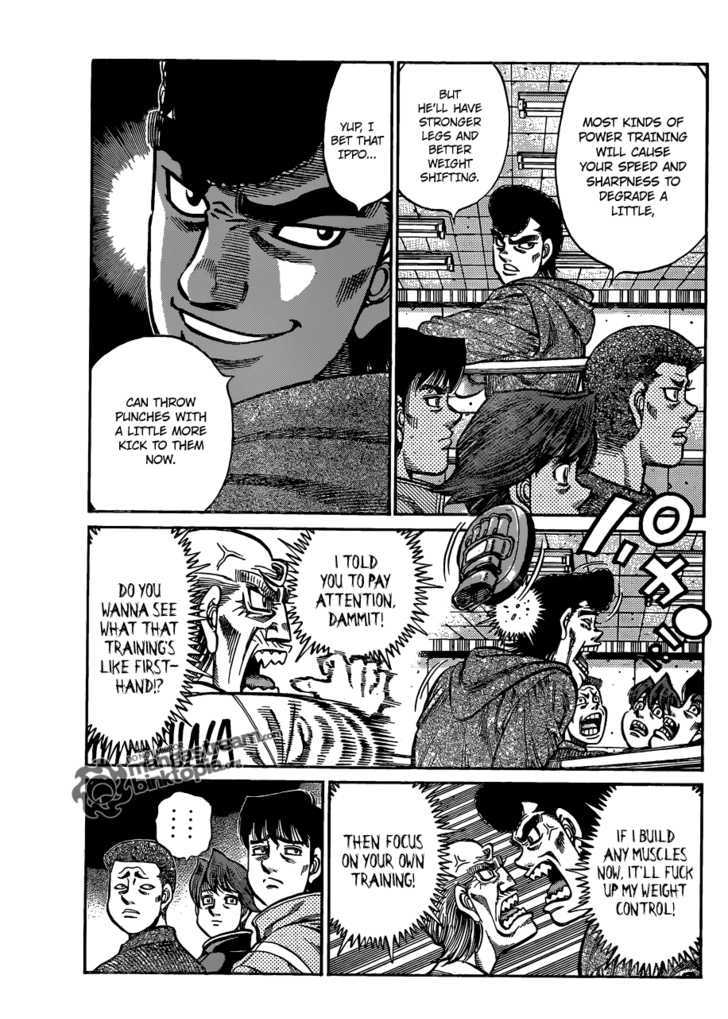 MOST KINDS OF
POWER TRAINING
WILL CAUSE
YOUR SPEED AND
SHARPNESS TO
DEGRADE A
LITTLE,
BUT
HE'LL HAVE
STRONGER
LEGS AND
BETTER
WEIGHT
SHIFTING.
YUP, I
BET THAT
IPPO...
CAN THROW
PUNCHES WITH
A LITTLE MORE
KICK TO THEM
NOW.
I TOLD
YOU TO PAY
ATTENTION,
DAMMIT!
DO YOU
WANNA SEE
WHAT THAT
TRAINING'S
LIKE FIRST-
HAND!?
mangastream.com
IF I BUILD
ANY MUSCLES
NOW, IT'LL FUCK
UP MY WEIGHT
CONTROL!
THEN FOCUS
ON YOUR OWN
TRAINING!